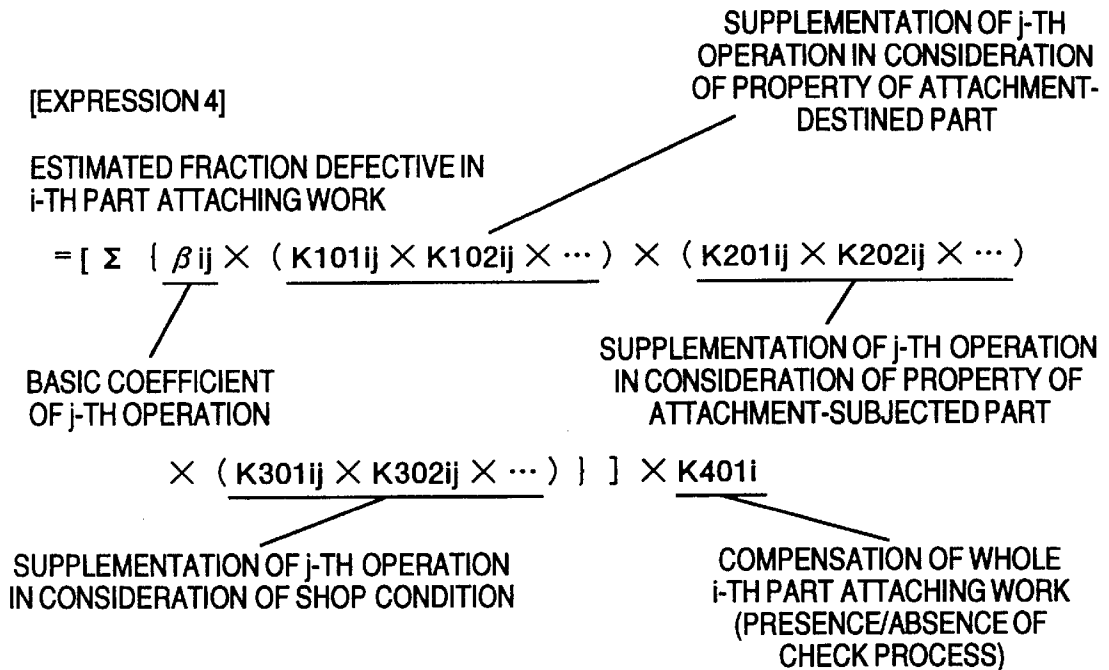 SUPPLEMENTATION OF j-TH
OPERATION IN CONSIDERATION
OF PROPERTY OF ATTACHMENT-
DESTINED PART
[EXPRESSION 4]
ESTIMATED FRACTION DEFECTIVE IN
i-TH PART ATTACHING WORK
= [ Σ { β ij × ( K101ij × K102ij × ··· ) × ( K201ij × K202ij × ··· )
BASIC COEFFICIENT
OF j-TH OPERATION
SUPPLEMENTATION OF j-TH OPERATION
IN CONSIDERATION OF PROPERTY OF
ATTACHMENT-SUBJECTED PART
× ( K301ij × K302ij × ··· ) } ] × K401i
SUPPLEMENTATION OF j-TH OPERATION
IN CONSIDERATION OF SHOP CONDITION
COMPENSATION OF WHOLE
i-TH PART ATTACHING WORK
(PRESENCE/ABSENCE OF
CHECK PROCESS)